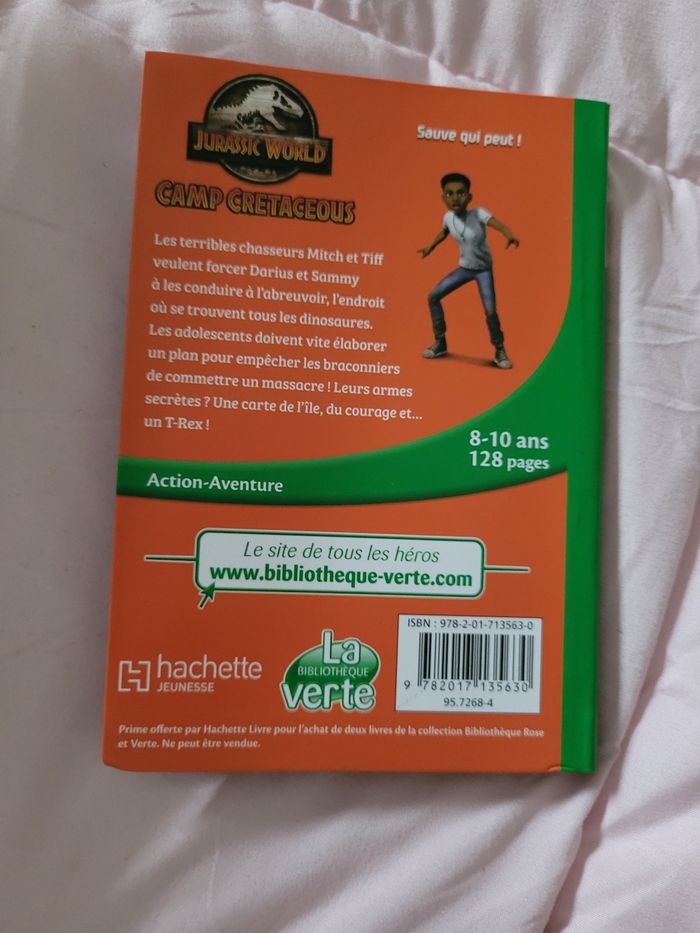 JURASSIC WORLD
CAMP CRETACEOUS
Sauve qui peut !
Les terribles chasseurs Mitch et Tiff
veulent forcer Darius et Sammy
à les conduire à l'abreuvoir, l'endroit
où se trouvent tous les dinosaures.
Les adolescents doivent vite élaborer
un plan pour empêcher les braconniers
de commettre un massacre ! Leurs armes
secrètes ? Une carte de l'île, du courage et...
un T-Rex !
8-10 ans
128 pages
Action-Aventure
Le site de tous les héros
www.bibliotheque-verte.com
hachette
JEUNESSE
La
BIBLIOTHÈQUE
verte
ISBN : 978-2-01-713563-0
9 782017 135630
95.7268-4
Prime offerte par Hachette Livre pour l'achat de deux livres de la collection Bibliothèque Rose
et Verte. Ne peut être vendue.